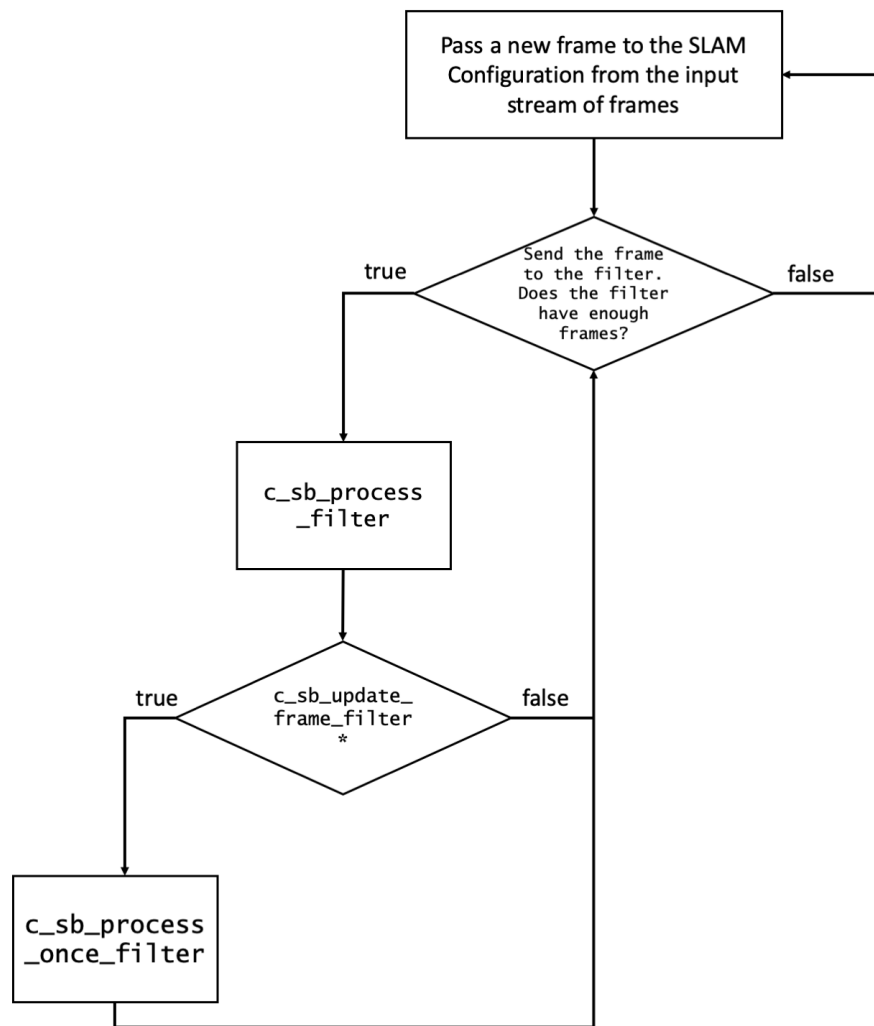 Pass a new frame to the SLAM
Configuration from the input
stream of frames
Send the frame
to the filter.
Does the filter
have enough
frames?
true
false
c_sb_process
_filter
c_sb_update_
frame_filter
*
true
false
c_sb_process
_once_filter